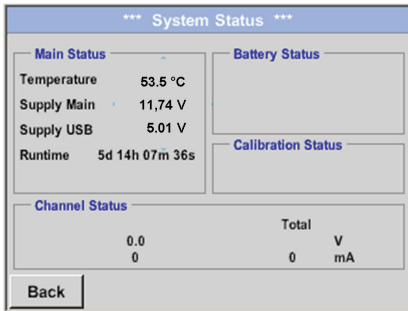 *** System Status ***
Main Status
Temperature 53.5 °C
Supply Main 11,74 V
Supply USB 5.01 V
Runtime 5d 14h 07m 36s
Battery Status
Calibration Status
Channel Status
Total
0.0 V
0 0 mA
Back